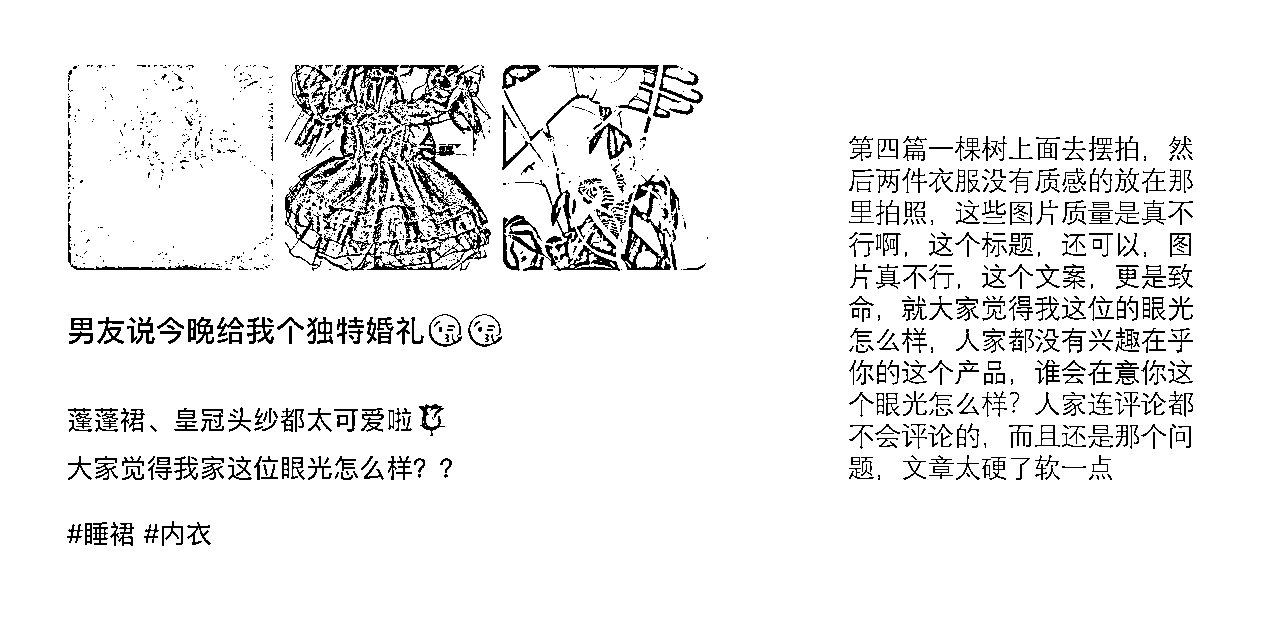 男友说今晚给我个独特婚礼😘😘
蓬蓬裙、皇冠头纱都太可爱啦🌹
大家觉得我家这位眼光怎么样？？
#睡裙 #内衣
第四篇一棵树上面去摆拍，然
后两件衣服没有质感的放在那
里拍照，这些图片质量是真不
行啊，这个标题，还可以，图
片真不行，这个文案，更是致
命，就大家觉得我这位的眼光
怎么样，人家都没有兴趣在乎
你的这个产品，谁会在意你这
个眼光怎么样？人家连评论都
不会评论的，而且还是那个问
题，文章太硬了软一点